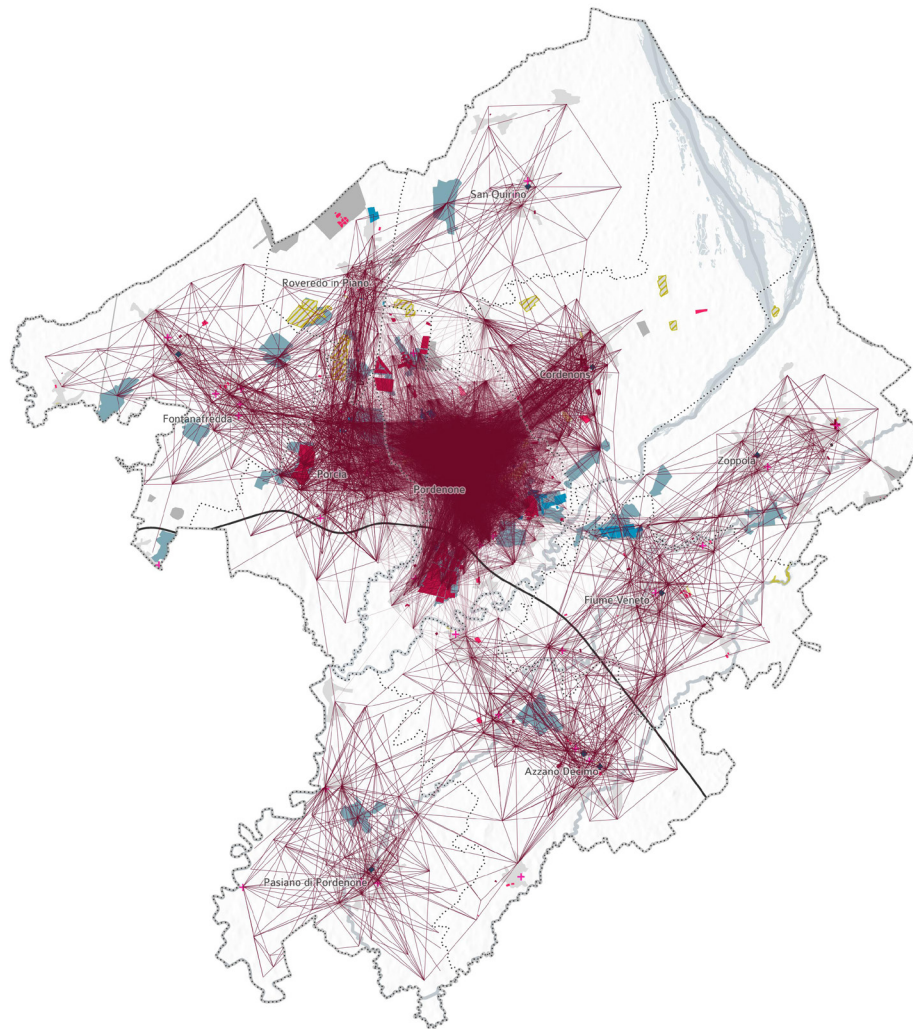 San Quirino
Roveredo in Piano
Cordenons
Fontanafredda
Zoppola
Porcia
Pordenone
Fiume Veneto
Azzano Decimo
Pasiano di Pordenone